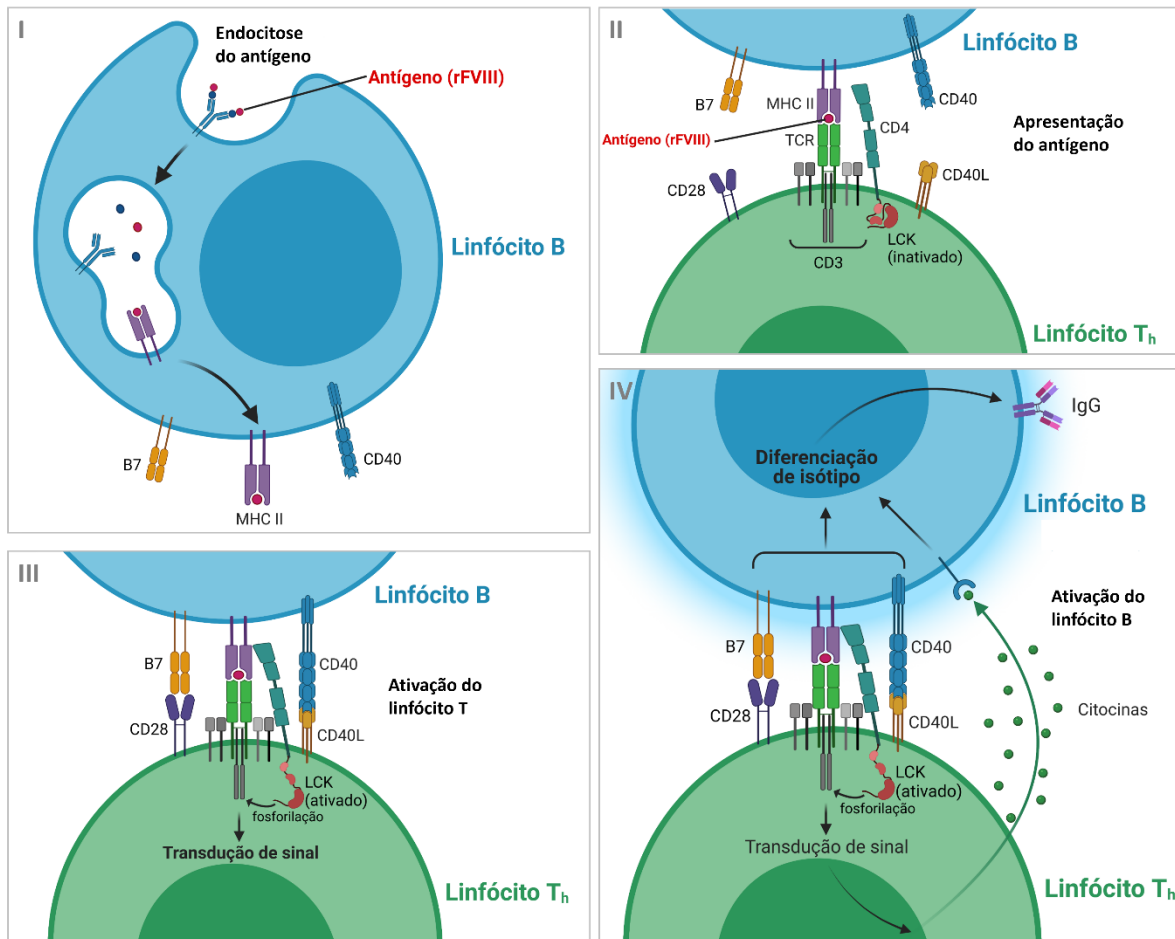 I
Endocitose
do antígeno
Antígeno (rFVIII)
Linfócito B
B7
MHC II
CD40
II
Linfócito B
B7
MHC II
CD40
Antígeno (rFVIII)
TCR
CD4
Apresentação
do antígeno
CD28
CD40L
LCK
(inativado)
CD3
Linfócito Th
III
Linfócito B
B7
CD40
Ativação do
linfócito T
CD28
CD40L
LCK
(ativado)
fosforilação
Transdução de sinal
Linfócito Th
IV
IgG
Diferenciação
de isótipo
Linfócito B
Ativação do
linfócito B
B7
CD40
CD28
CD40L
Citocinas
LCK
(ativado)
fosforilação
Transdução de sinal
Linfócito Th